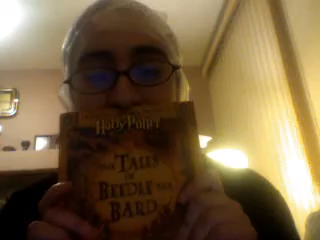 Harry Potter
THE TALES
OF
BEEDLE THE
BARD